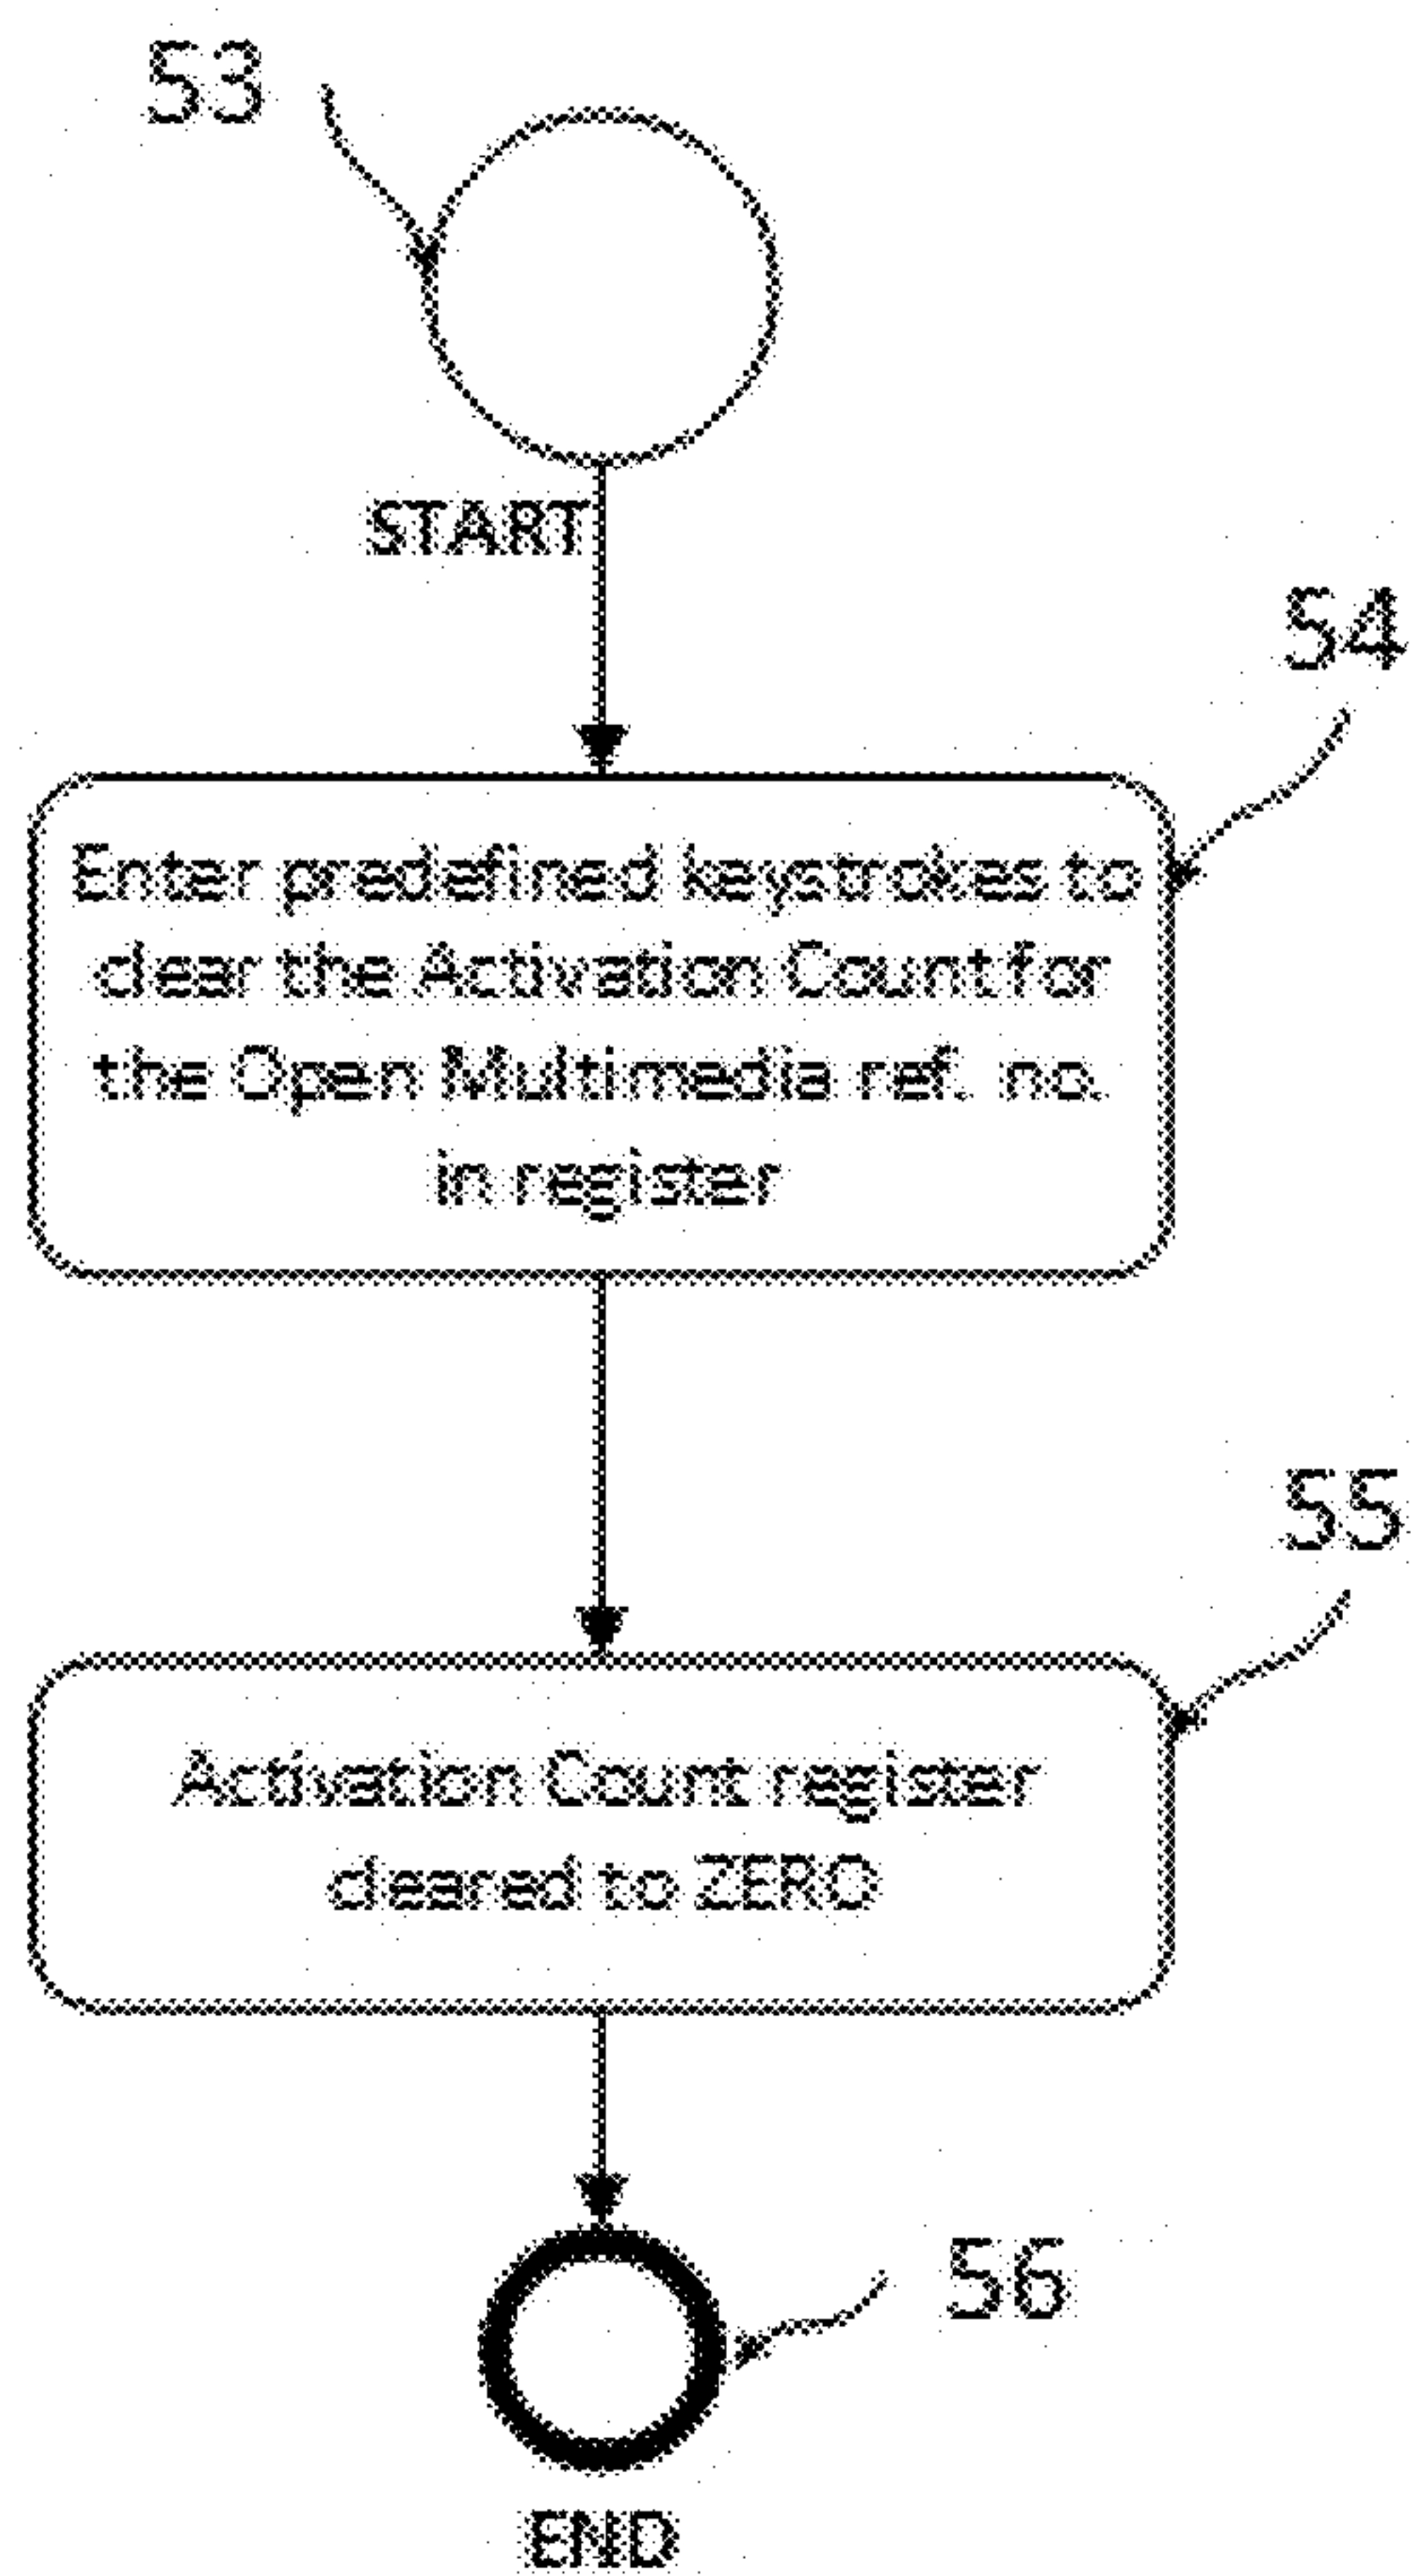 53
START
54
Enter predefined keystrokes to
clear the Activation Count for
the Open Multimedia ref. no.
in register
55
Activation Count register
cleared to ZERO
56
END